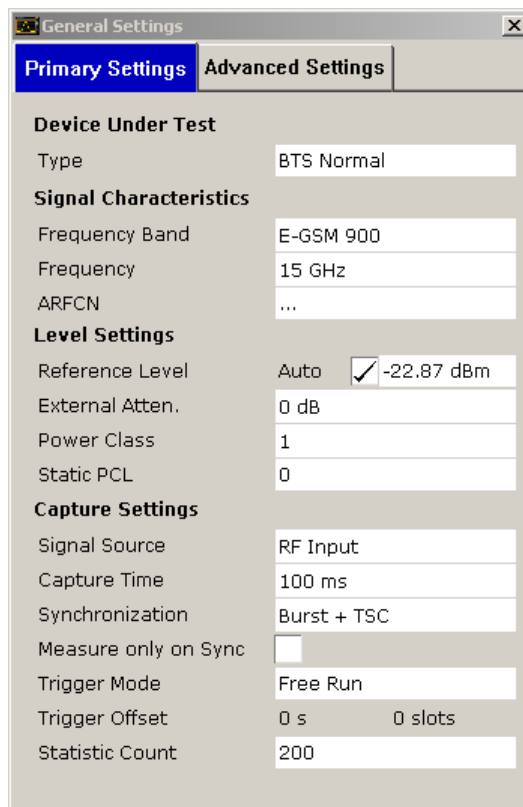 General Settings
Primary Settings Advanced Settings
Device Under Test
Type BTS Normal
Signal Characteristics
Frequency Band E-GSM 900
Frequency 15 GHz
ARFCN ...
Level Settings
Reference Level Auto -22.87 dBm
External Atten. 0 dB
Power Class 1
Static PCL 0
Capture Settings
Signal Source RF Input
Capture Time 100 ms
Synchronization Burst + TSC
Measure only on Sync
Trigger Mode Free Run
Trigger Offset 0 s 0 slots
Statistic Count 200